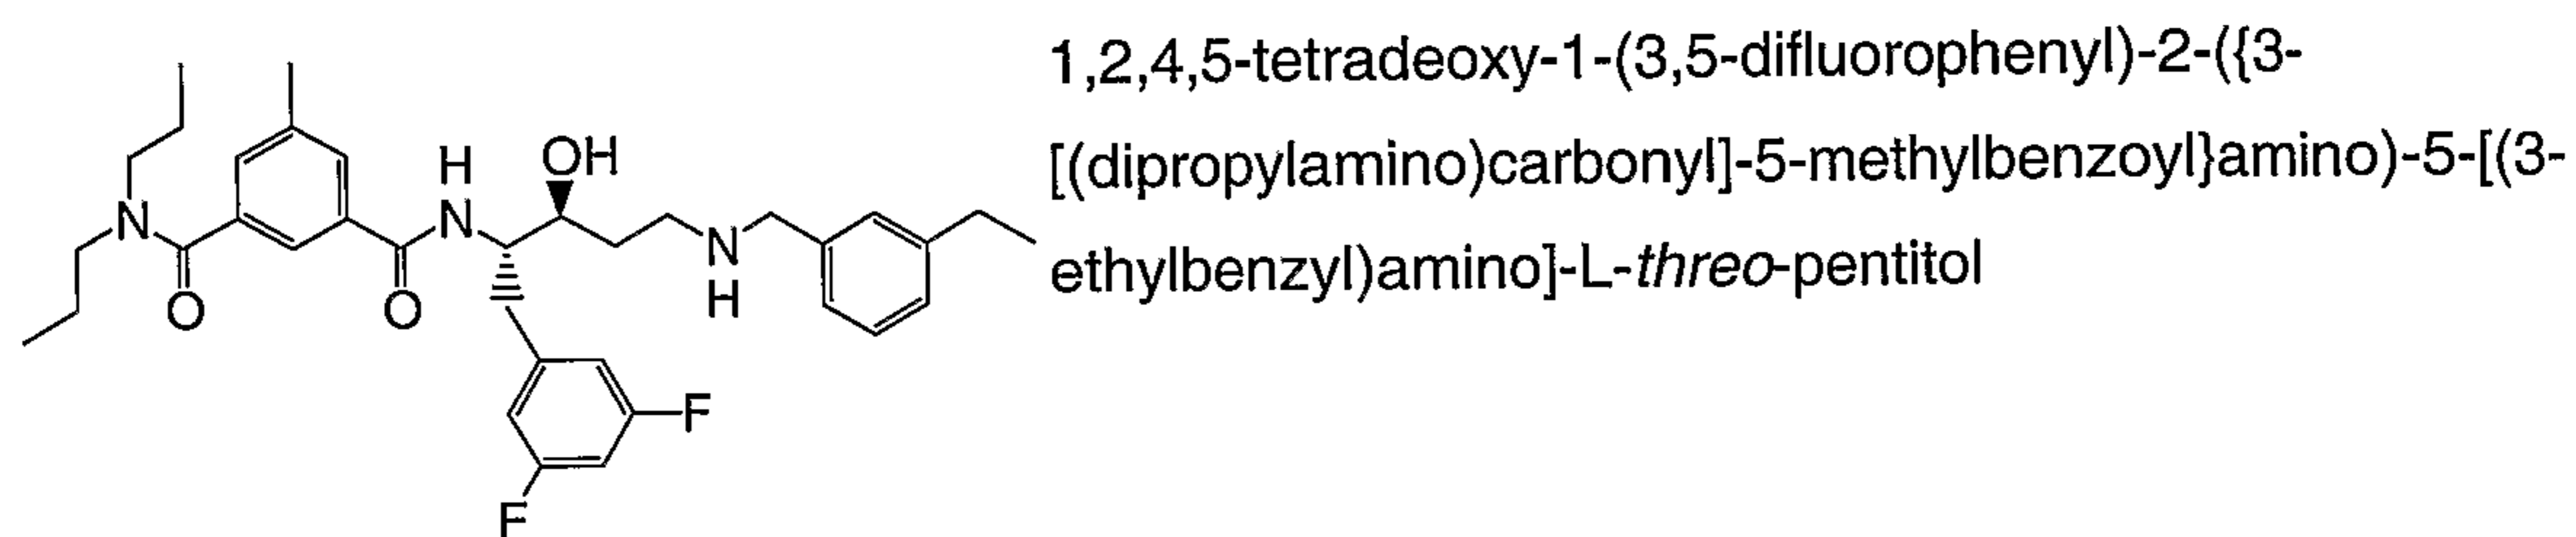 1,2,4,5-tetradeoxy-1-(3,5-difluorophenyl)-2-({3-
[(dipropylamino)carbonyl]-5-methylbenzoyl}amino)-5-[(3-
ethylbenzyl)amino]-L-threo-pentitol
H
OH
N
N
N
H
O
O
F
F